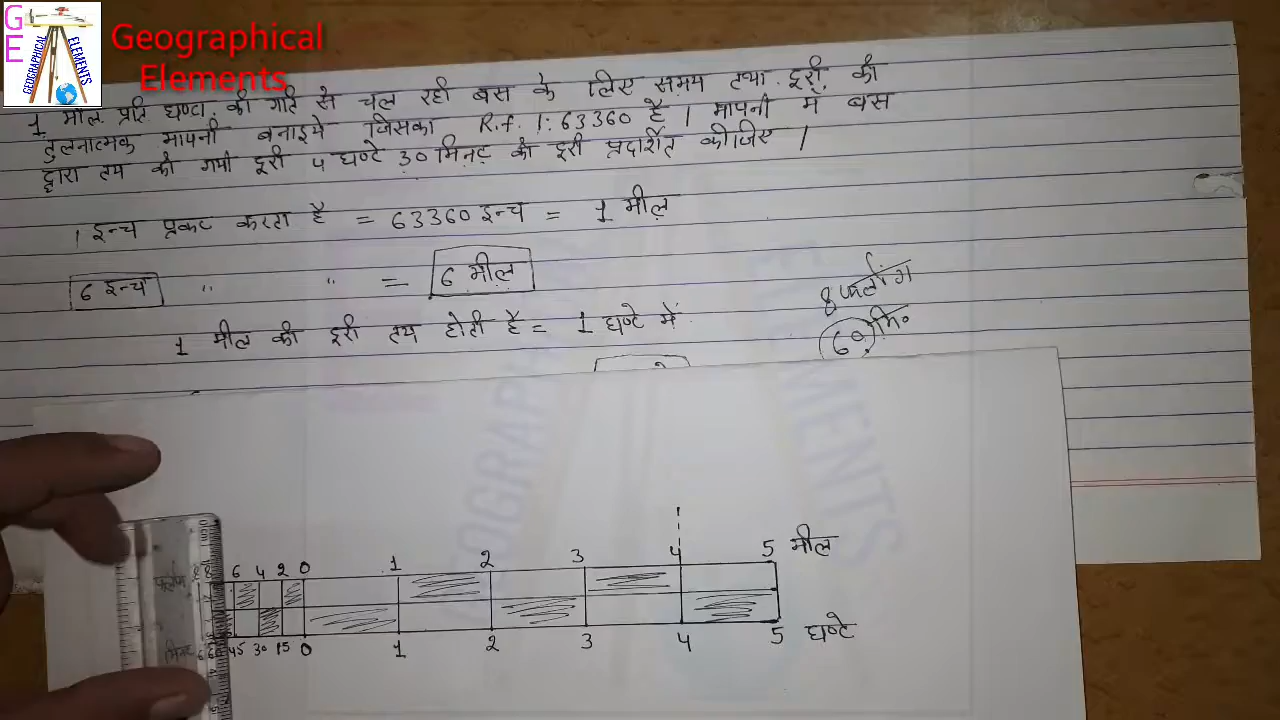 GE
GEOGRAPHICAL ELEMENTS
Geographical
Elements
1 मील प्रति घण्टा की गति से चल रही बस के लिए समय तथा दूरी की
तुलनात्मक मापनी बनाइये जिसका R.f. 1:63360 है | मापनी में बस
द्वारा तय की गयी दूरी 4 घण्टे 30 मिनट की दूरी प्रदर्शित कीजिए |
1 इन्च प्रकट करता है = 63360 इन्च = 1 मील
6 इन्च " " = 6 मील
8 फर्लांग
60 मि०
1 मील की दूरी तय होती है = 1 घण्टे में
6 4 2 0 1 2 3 4 5 मील
45 30 15 0 1 2 3 4 5 घण्टे